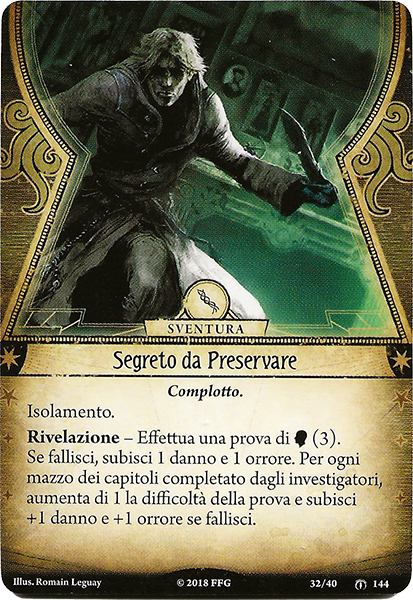 SVENTURA
Segreto da Preservare
Complotto.
Isolamento.
Rivelazione – Effettua una prova di (3).
Se fallisci, subisci 1 danno e 1 orrore. Per ogni
mazzo dei capitoli completato dagli investigatori,
aumenta di 1 la difficoltà della prova e subisci
+1 danno e +1 orrore se fallisci.
Illus. Romain Leguay © 2018 FFG 32/40 144